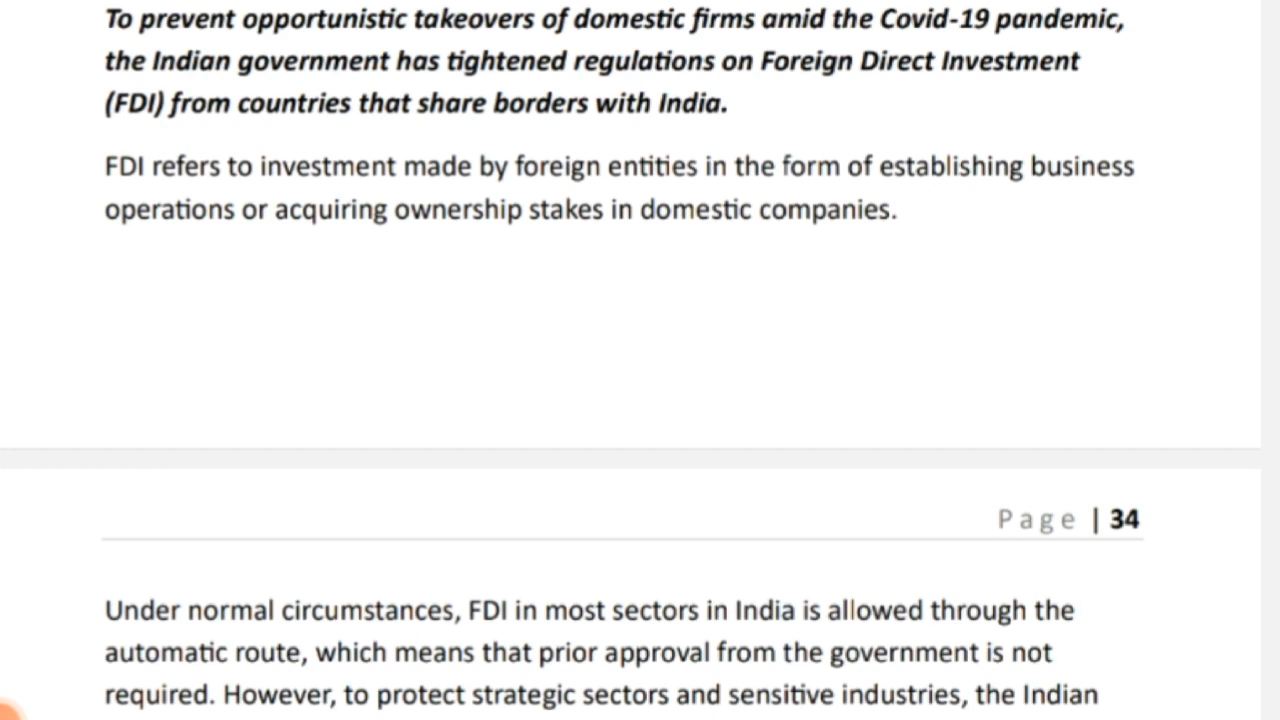 To prevent opportunistic takeovers of domestic firms amid the Covid-19 pandemic,
the Indian government has tightened regulations on Foreign Direct Investment
(FDI) from countries that share borders with India.
FDI refers to investment made by foreign entities in the form of establishing business
operations or acquiring ownership stakes in domestic companies.
Page | 34
Under normal circumstances, FDI in most sectors in India is allowed through the
automatic route, which means that prior approval from the government is not
required. However, to protect strategic sectors and sensitive industries, the Indian